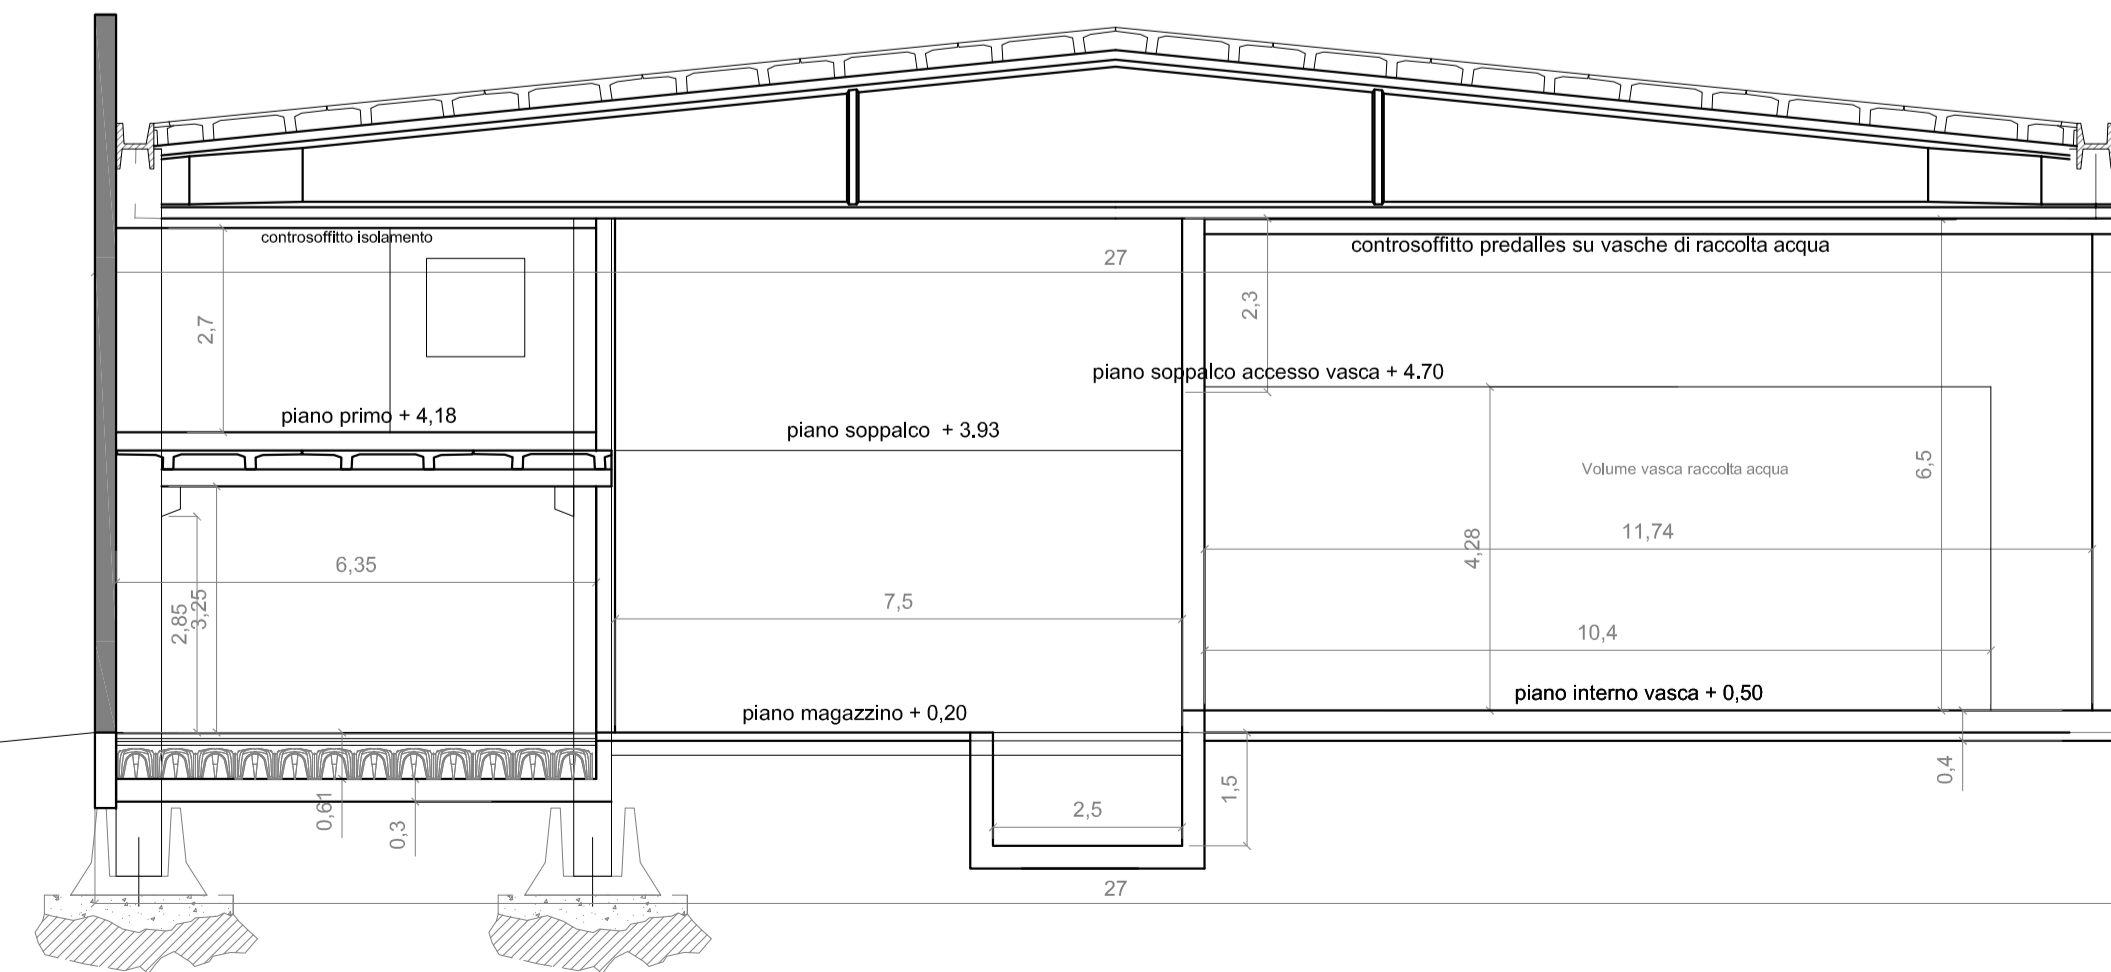 controsoffitto isolamento
controsoffitto predalles su vasche di raccolta acqua
27
2,3
2,7
piano soppalco accesso vasca + 4.70
piano primo + 4,18
piano soppalco + 3.93
Volume vasca raccolta acqua
6,5
11,74
4,28
6,35
7,5
2,85
3,25
10,4
piano interno vasca + 0,50
piano magazzino + 0,20
0,4
1,5
2,5
0,61
0,3
27